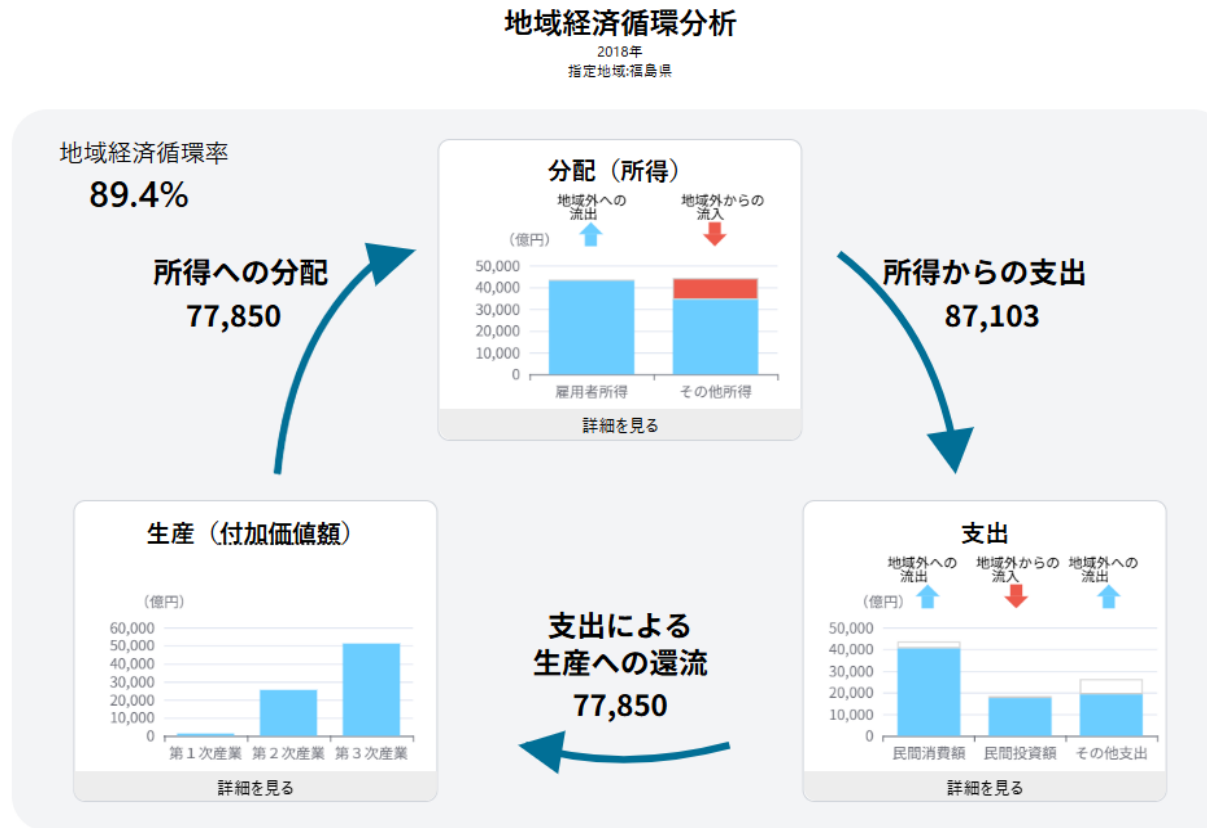 地域経済循環分析
2018年
指定地域:福島県
地域経済循環率
89.4%
所得への分配
77,850
分配（所得）
地域外への
流出
地域外からの
流入
（億円）
50,000
40,000
30,000
20,000
10,000
0
雇用者所得
その他所得
詳細を見る
所得からの支出
87,103
生産（付加価値額）
（億円）
60,000
50,000
40,000
30,000
20,000
10,000
0
第１次産業
第２次産業
第３次産業
詳細を見る
支出による
生産への還流
77,850
支出
地域外への
流出
地域外からの
流入
地域外への
流出
（億円）
50,000
40,000
30,000
20,000
10,000
0
民間消費額
民間投資額
その他支出
詳細を見る